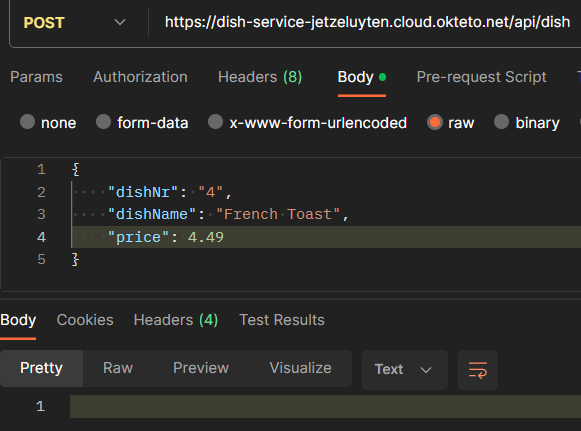 POST https://dish-service-jetzeluyten.cloud.okteto.net/api/dish
Params Authorization Headers (8) Body Pre-request Script
none form-data x-www-form-urlencoded raw binary
1 {
2 "dishNr": "4",
3 "dishName": "French Toast",
4 "price": 4.49
5 }
Body Cookies Headers (4) Test Results
Pretty Raw Preview Visualize Text
1